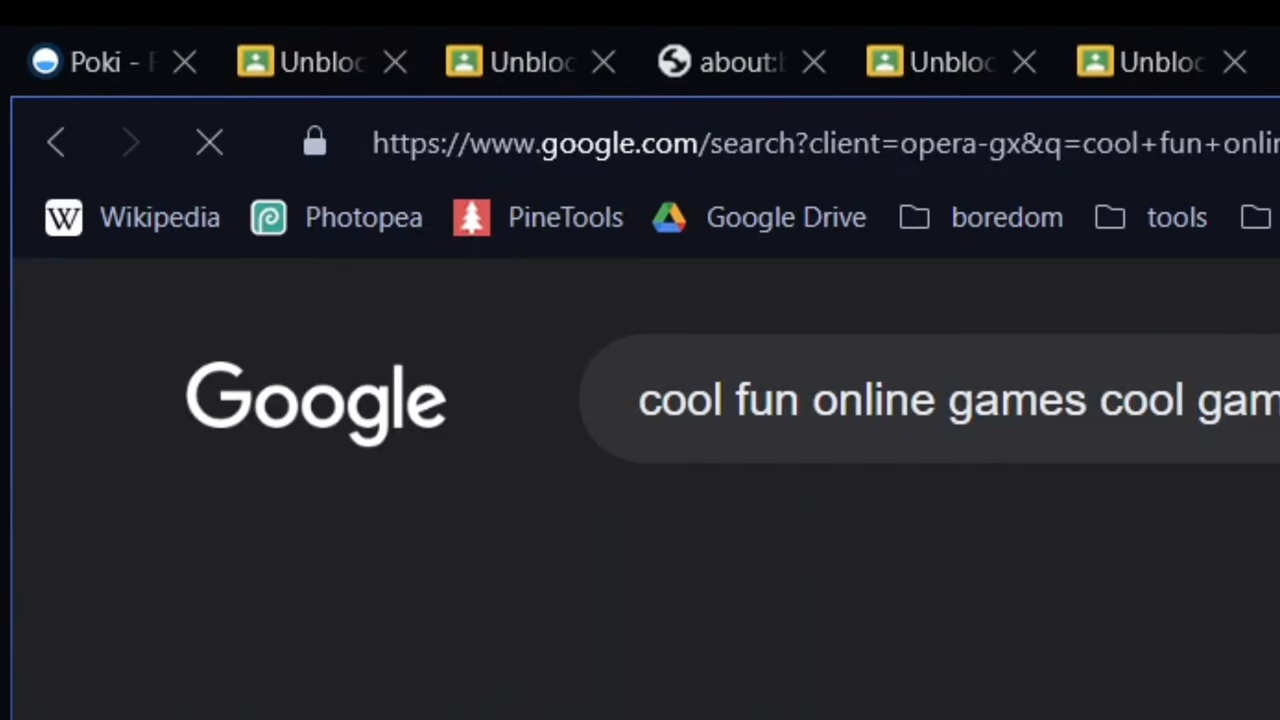 Poki - Unbloc Unbloc about: Unbloc Unbloc
https://www.google.com/search?client=opera-gx&q=cool+fun+onlin
W Wikipedia Photopea PineTools Google Drive boredom tools
Google cool fun online games cool gam